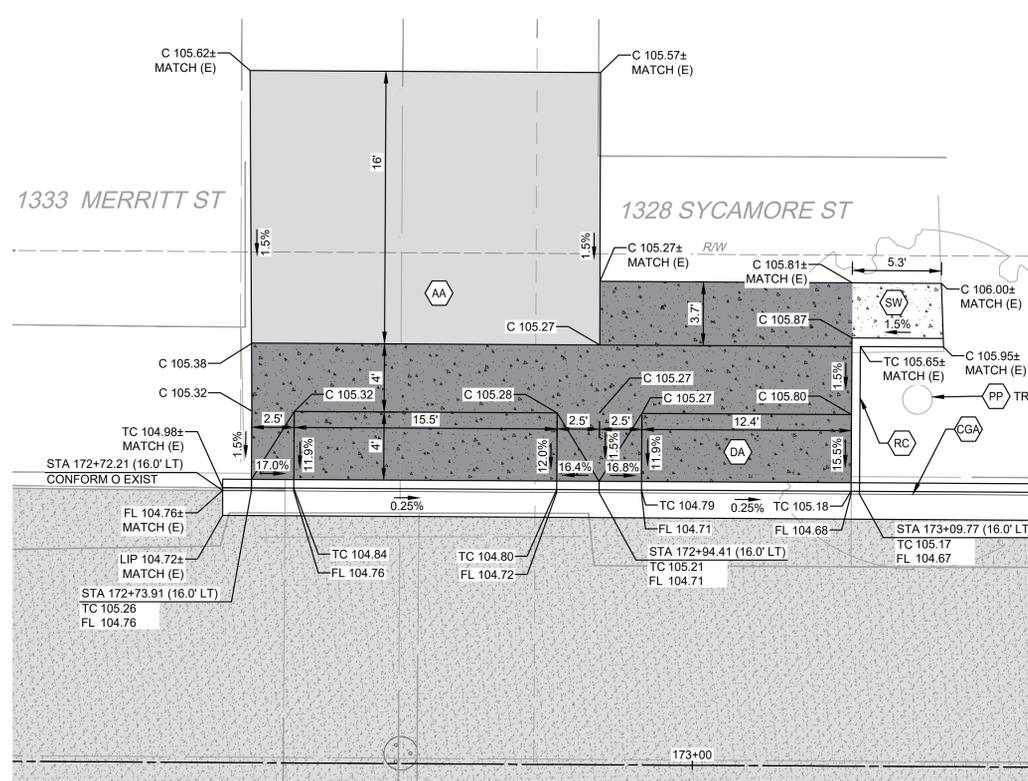 C 105.62±
MATCH (E)
C 105.57±
MATCH (E)
16'
1333 MERRITT ST
1328 SYCAMORE ST
1.5%
1.5%
C 105.27±
MATCH (E)
R/W
C 105.81±
MATCH (E)
5.3'
AA
SW
C 106.00±
MATCH (E)
3.7'
1.5%
C 105.27
C 105.87
C 105.38
TC 105.65±
MATCH (E)
C 105.95±
MATCH (E)
4'
C 105.27
1.5%
C 105.32
C 105.32
C 105.28
C 105.27
C 105.80
PP
TR
2.5'
15.5'
2.5'
2.5'
12.4'
TC 104.98±
MATCH (E)
1.5%
11.9%
4'
12.0%
1.5%
11.9%
DA
15.5%
RC
CGA
STA 172+72.21 (16.0' LT)
CONFORM O EXIST
17.0%
16.4%
16.8%
FL 104.76±
MATCH (E)
0.25%
TC 104.79
0.25%
TC 105.18
FL 104.71
FL 104.68
STA 173+09.77 (16.0' LT
TC 105.17
FL 104.67
LIP 104.72±
MATCH (E)
TC 104.84
FL 104.76
TC 104.80
FL 104.72
STA 172+94.41 (16.0' LT)
TC 105.21
FL 104.71
STA 172+73.91 (16.0' LT)
TC 105.26
FL 104.76
173+00